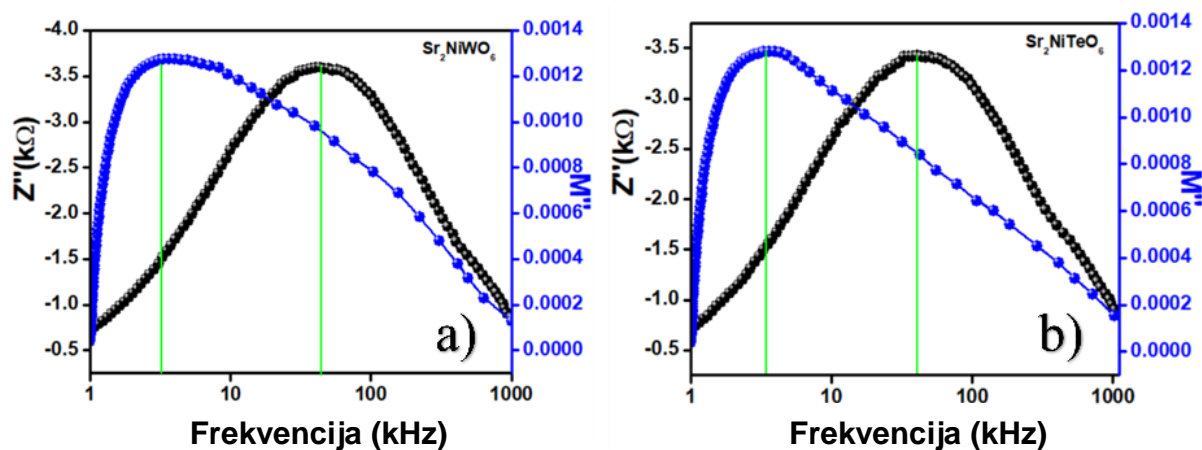 Sr₂NiWO₆
-4.0
-3.5
-3.0
-2.5
-2.0
-1.5
-1.0
-0.5
Z''(kΩ)
0.0014
0.0012
0.0010
0.0008
0.0006
0.0004
0.0002
0.0000
M''
a)
1 10 100 1000
Frekvencija (kHz)
Sr₂NiTeO₆
-3.5
-3.0
-2.5
-2.0
-1.5
-1.0
-0.5
Z''(kΩ)
0.0014
0.0012
0.0010
0.0008
0.0006
0.0004
0.0002
0.0000
M''
b)
1 10 100 1000
Frekvencija (kHz)